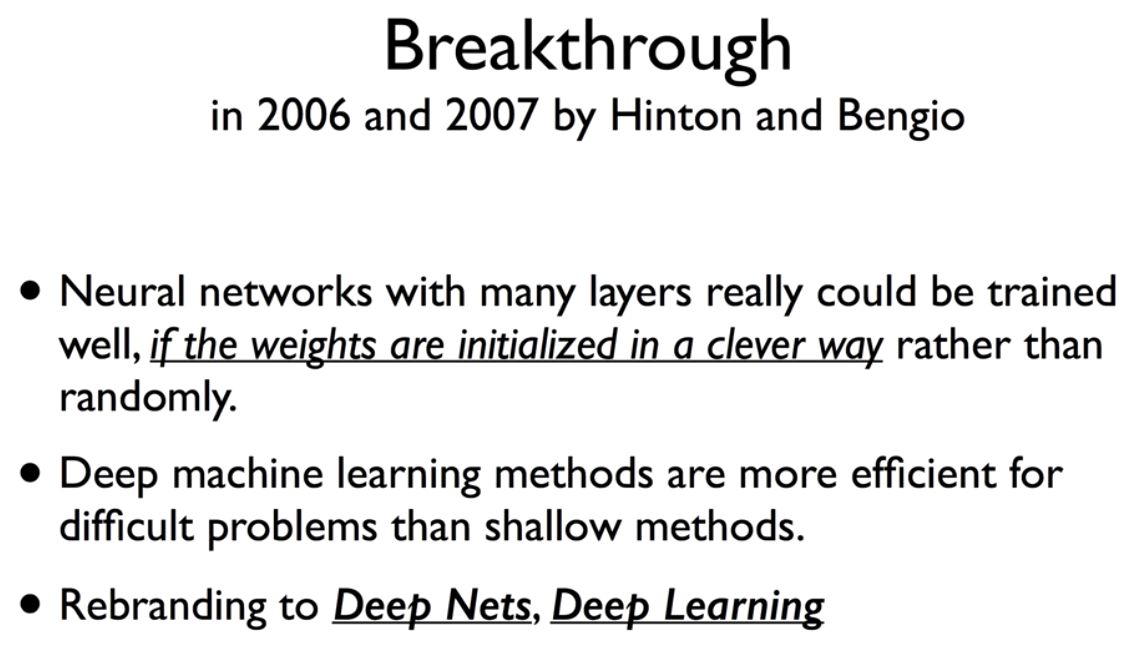 Breakthrough
in 2006 and 2007 by Hinton and Bengio
• Neural networks with many layers really could be trained
well, if the weights are initialized in a clever way rather than
randomly.
• Deep machine learning methods are more efficient for
difficult problems than shallow methods.
• Rebranding to Deep Nets, Deep Learning